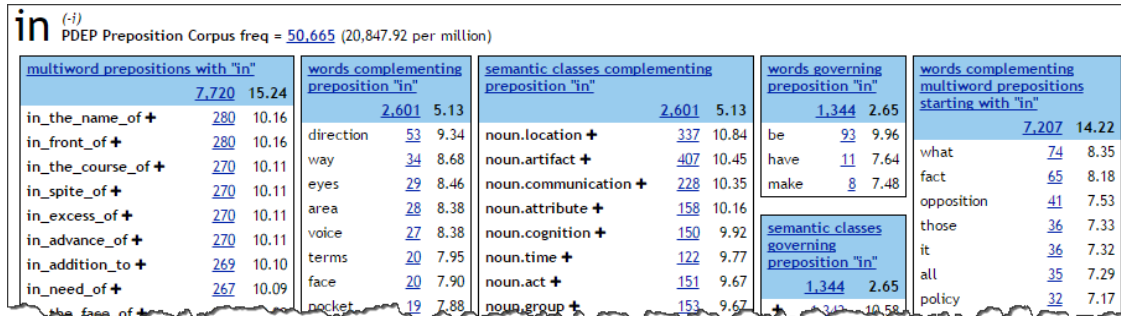 in (-i)
PDEP Preposition Corpus freq = 50,665 (20,847.92 per million)
multiword prepositions with "in"
7,720 15.24
in_the_name_of + 280 10.16
in_front_of + 280 10.16
in_the_course_of + 270 10.11
in_spite_of + 270 10.11
in_excess_of + 270 10.11
in_advance_of + 270 10.11
in_addition_to + 269 10.10
in_need_of + 267 10.09
words complementing
preposition "in"
2,601 5.13
direction 53 9.34
way 34 8.68
eyes 29 8.46
area 28 8.38
voice 27 8.38
terms 20 7.95
face 20 7.90
pocket 19 7.88
semantic classes complementing
preposition "in"
2,601 5.13
noun.location + 337 10.84
noun.artifact + 407 10.45
noun.communication + 228 10.35
noun.attribute + 158 10.16
noun.cognition + 150 9.92
noun.time + 122 9.77
noun.act + 151 9.67
noun.group + 153 9.67
words governing
preposition "in"
1,344 2.65
be 93 9.96
have 11 7.64
make 8 7.48
semantic classes
governing
preposition "in"
1,344 2.65
words complementing
multiword prepositions
starting with "in"
7,207 14.22
what 74 8.35
fact 65 8.18
opposition 41 7.53
those 36 7.33
it 36 7.32
all 35 7.29
policy 32 7.17